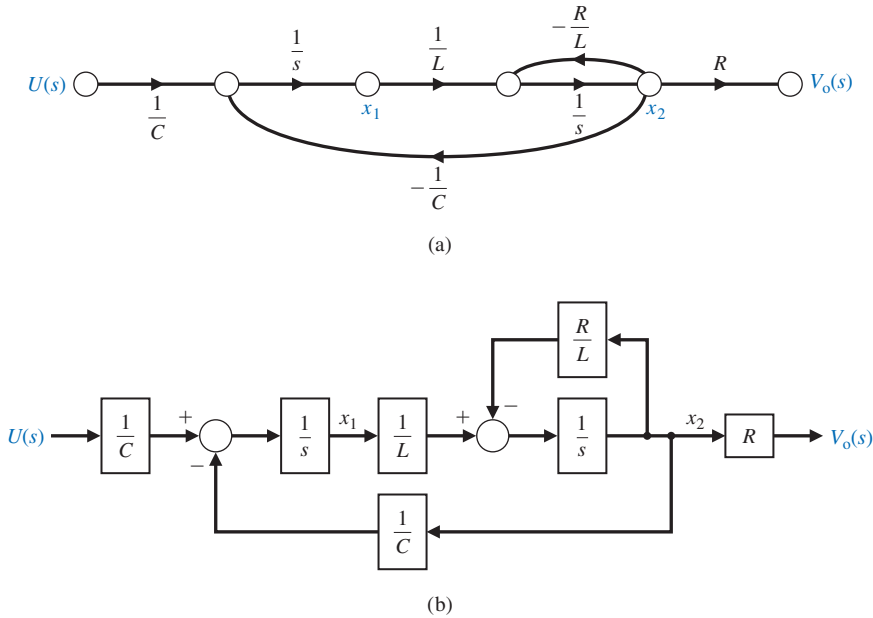 U(s)
1/C
1/s
x₁
1/L
−R/L
1/s
x₂
R
Vₒ(s)
−1/C
(a)
R/L
U(s)
1/C
+
−
1/s
x₁
1/L
+
−
1/s
x₂
R
Vₒ(s)
1/C
(b)